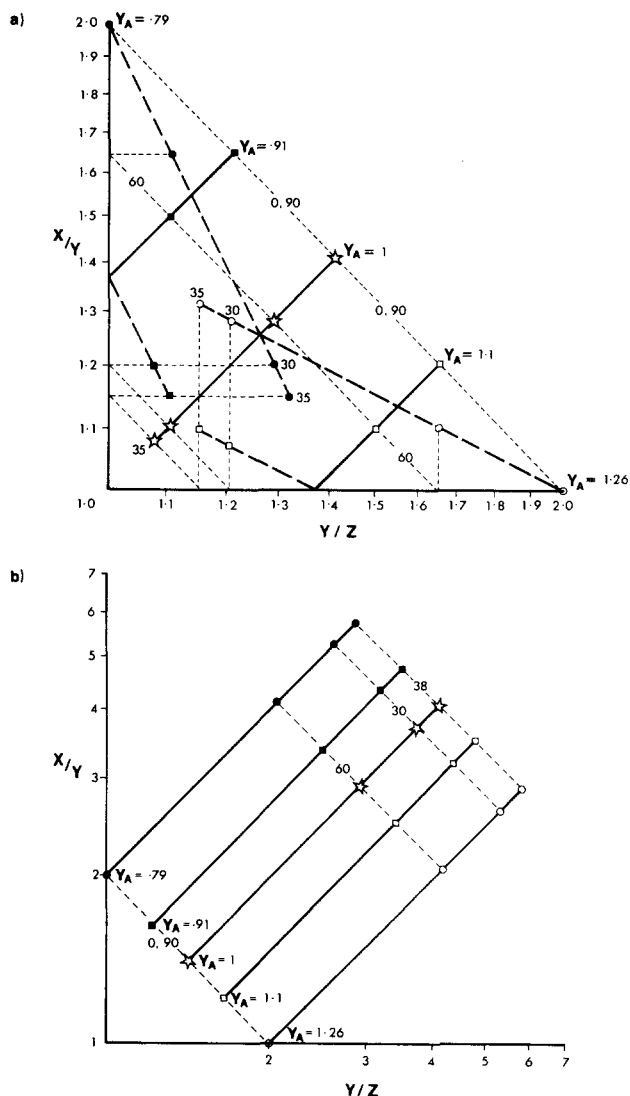 a)
2·0
Y_A = ·79
1·9
1·8
1·7
Y_A = ·91
1·6
60
0, 90
1·5
X/Y
Y_A = 1
1·4
35
30
0, 90
1·3
Y_A = 1·1
1·2
30
35
1·1
35
60
Y_A = 1·26
1·0
1·1
1·2
1·3
1·4
1·5
1·6
1·7
1·8
1·9
2·0
Y/Z
b)
7
6
5
38
30
4
X/Y
60
3
2
Y_A = ·79
Y_A = ·91
0, 90
Y_A = 1
Y_A = 1·1
Y_A = 1·26
1
2
3
4
5
6
7
Y/Z